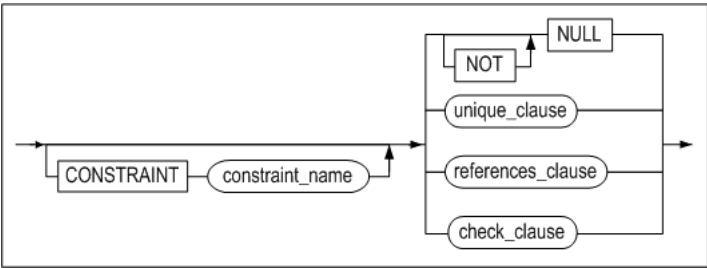 NULL
NOT
unique_clause
CONSTRAINT constraint_name
references_clause
check_clause